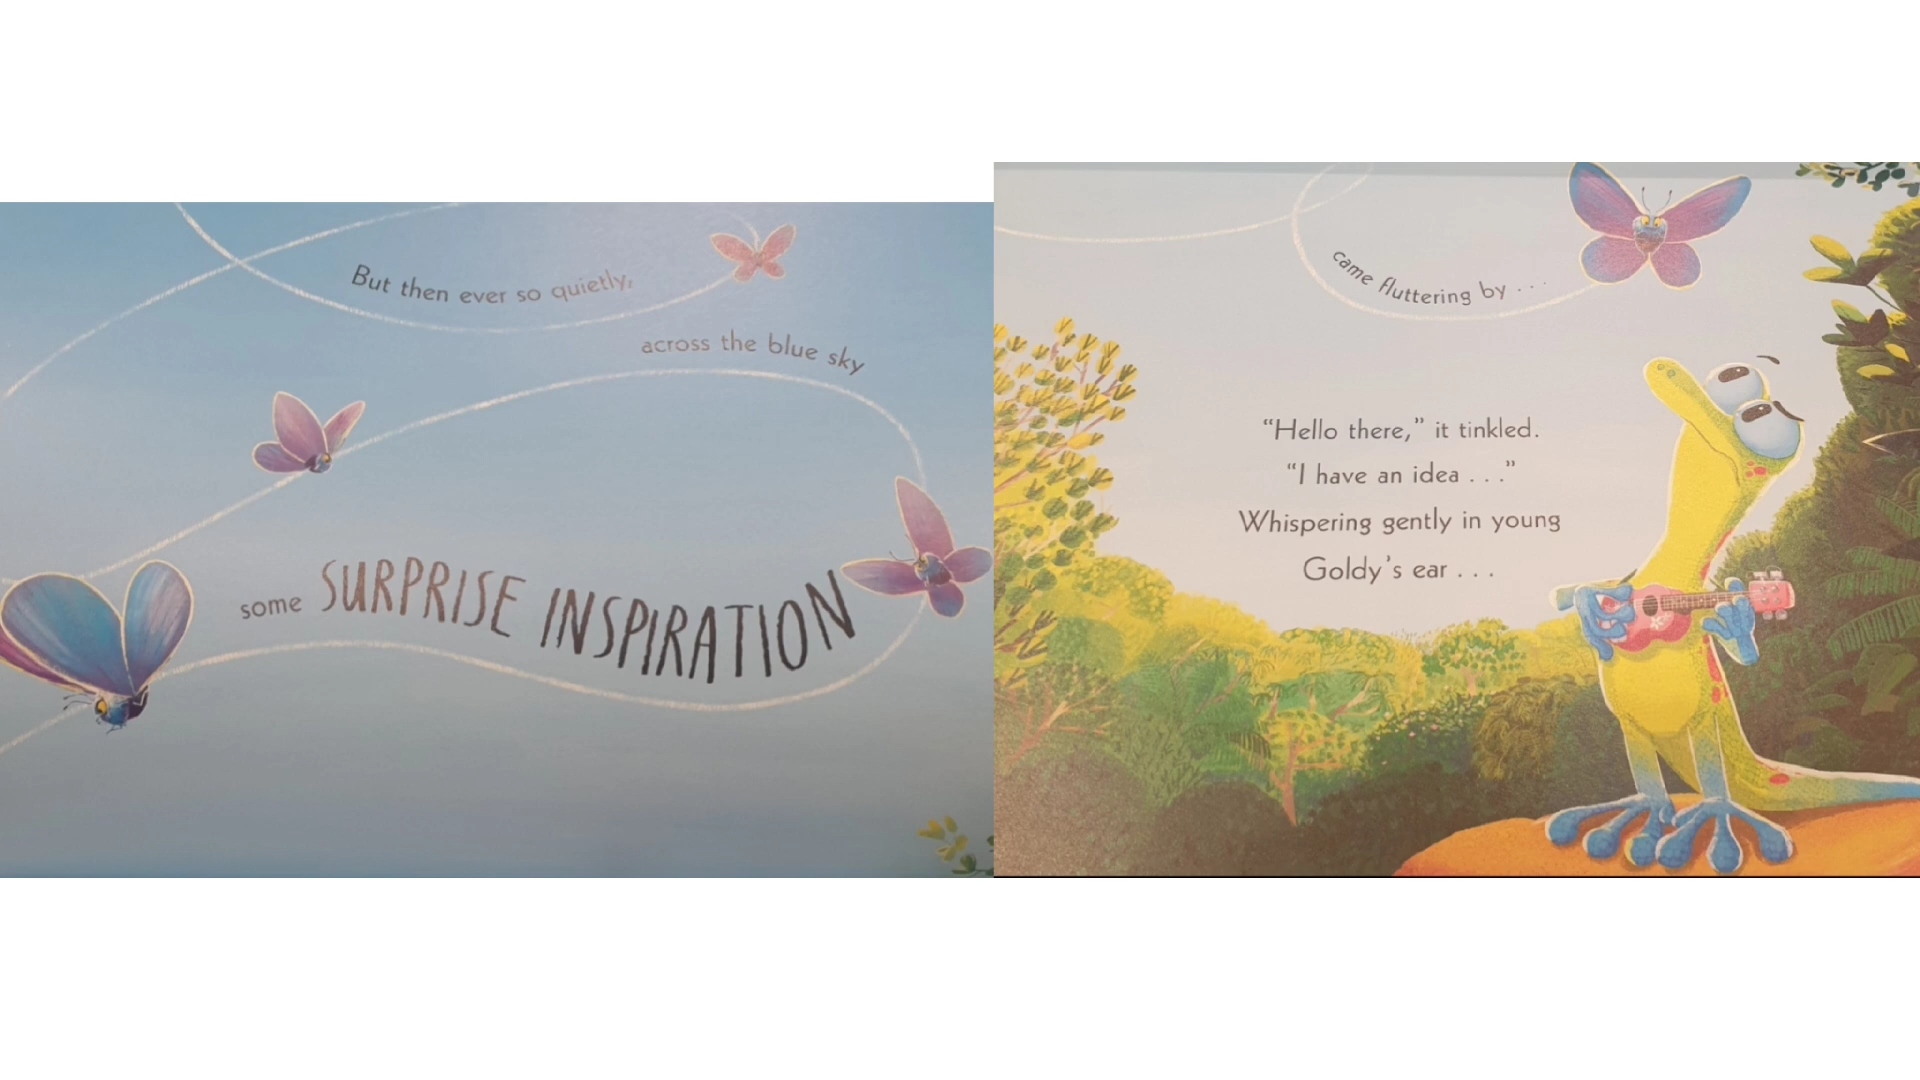 But then ever so quietly,
across the blue sky
some SURPRISE INSPIRATION
came fluttering by . . .
“Hello there,” it tinkled.
“I have an idea . . .”
Whispering gently in young
Goldy’s ear . . .